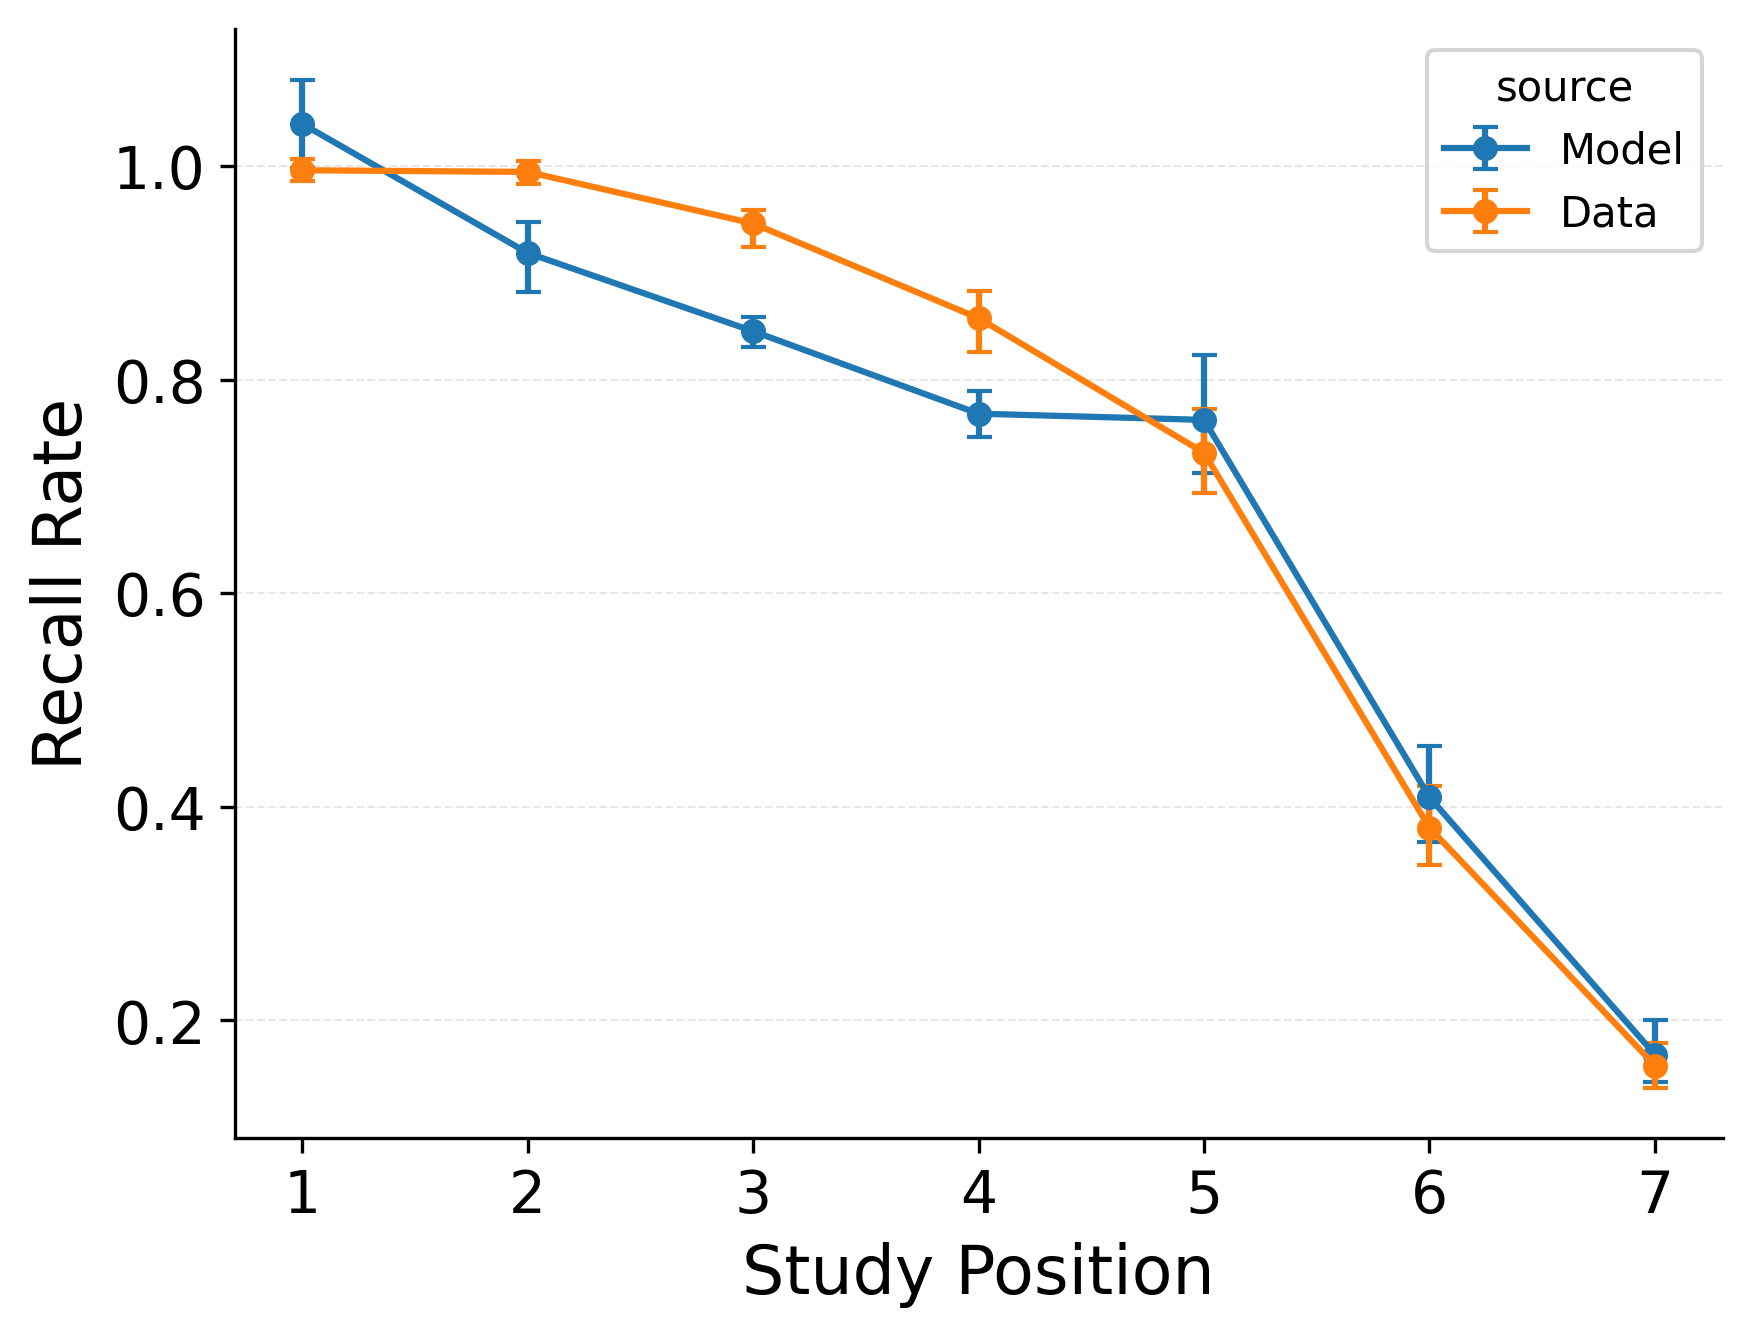 source
Model
Data
1.0
0.8
0.6
0.4
0.2
Recall Rate
1 2 3 4 5 6 7
Study Position